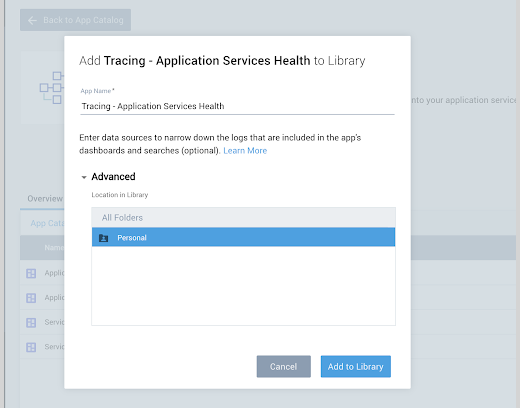 Back to App Catalog
Add Tracing - Application Services Health to Library
App Name*
Tracing - Application Services Health
into your application service
Enter data sources to narrow down the logs that are included in the app's
dashboards and searches (optional). Learn More
Advanced
Location in Library
Overview
All Folders
App Cata
Personal
Name
Applic
Applic
Servic
Servic
Cancel
Add to Library